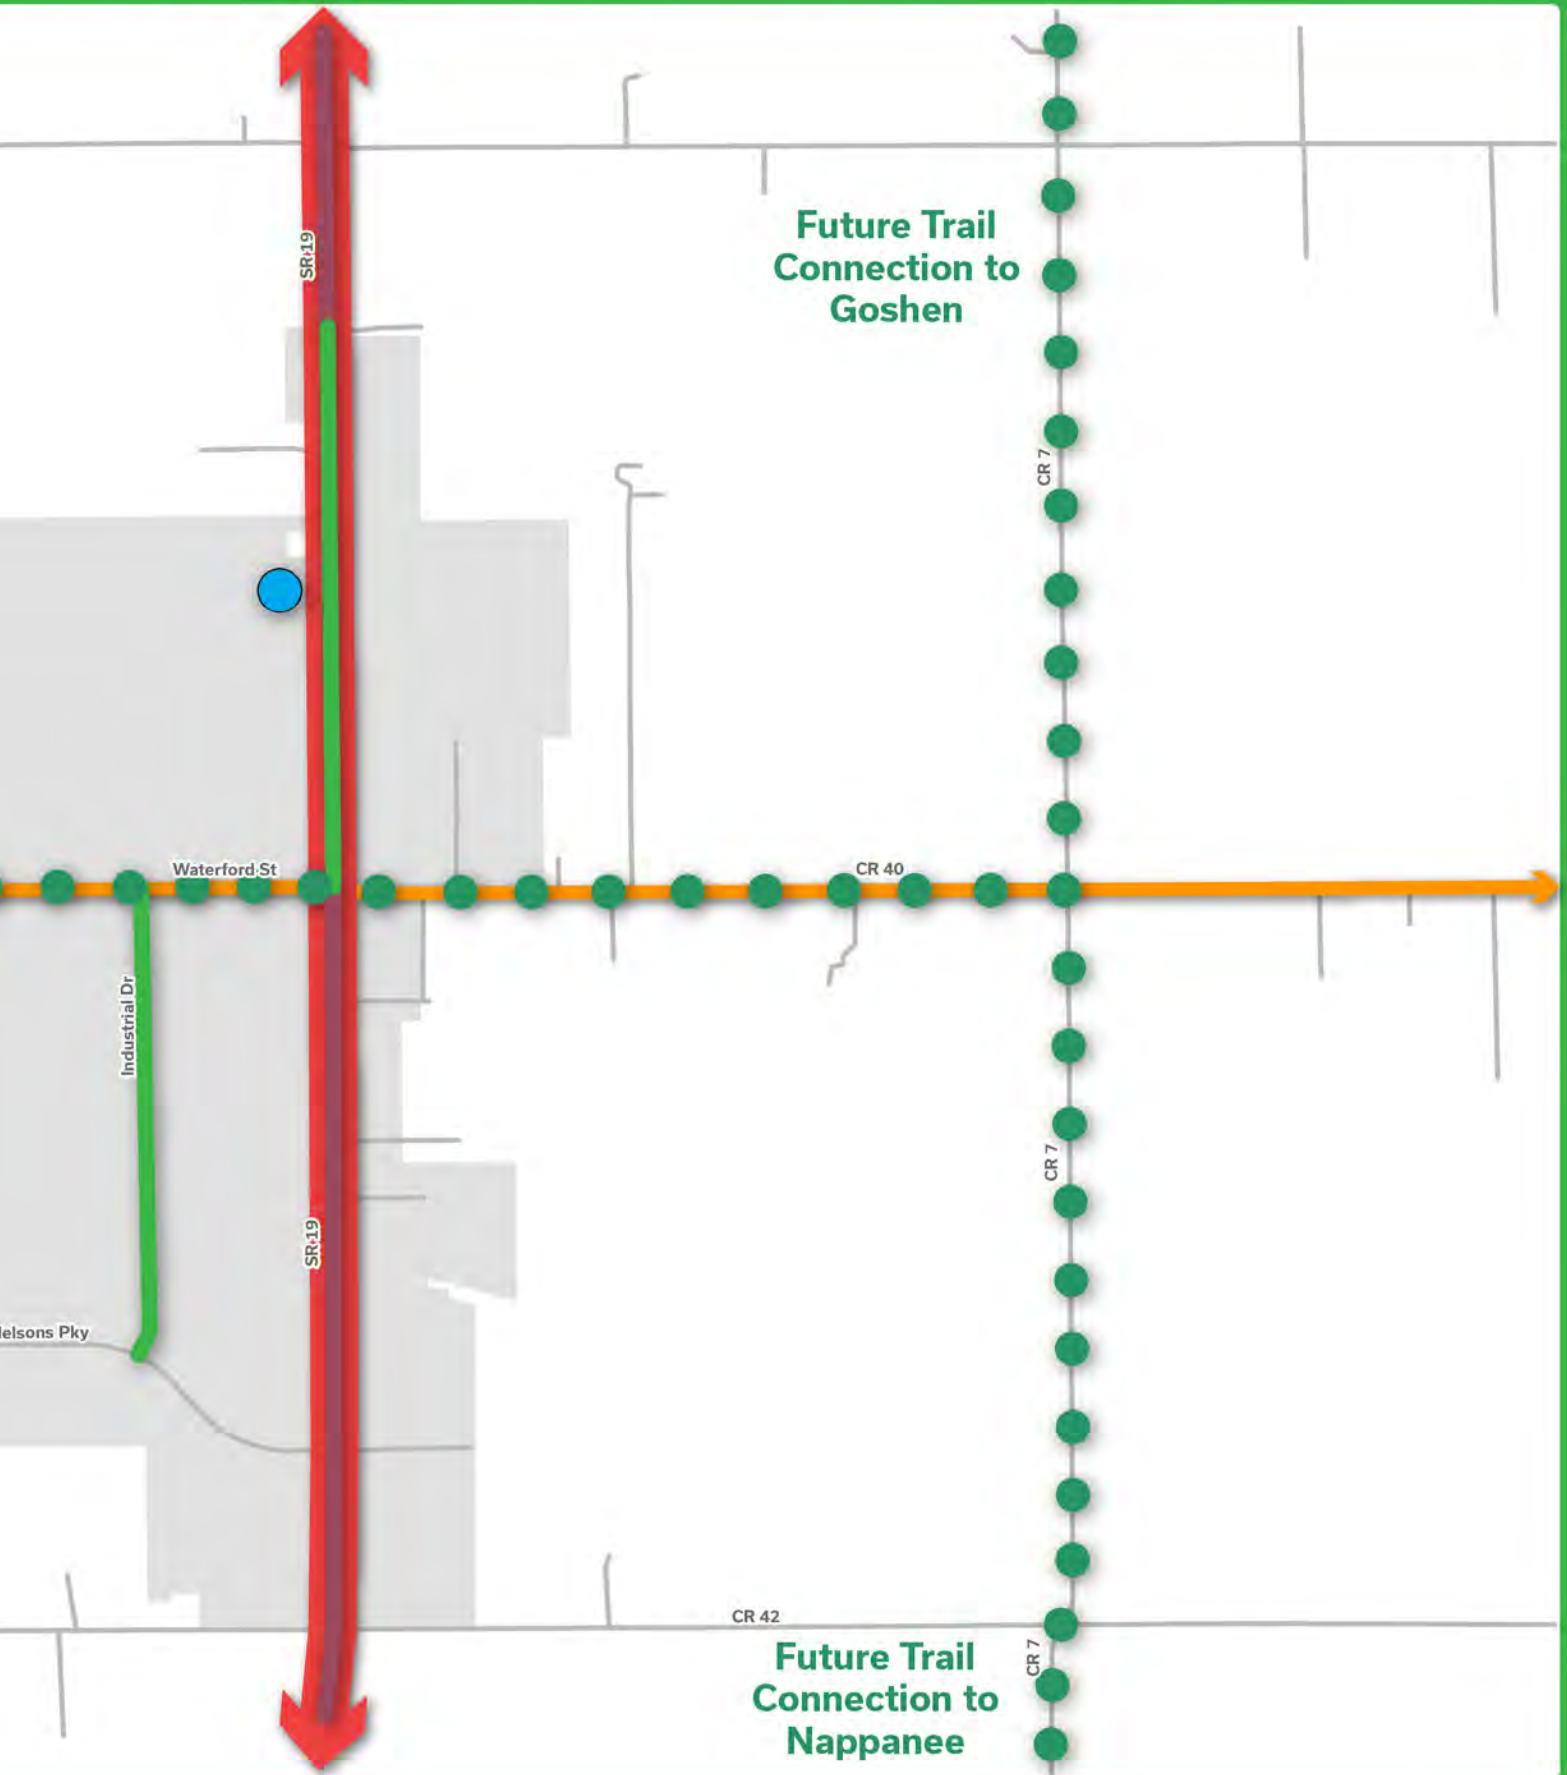 SR 19
Future Trail
Connection to
Goshen
CR 7
Waterford St
CR 40
Industrial Dr
CR 7
SR 19
elsons Pky
CR 42
Future Trail
Connection to
Nappanee
CR 7